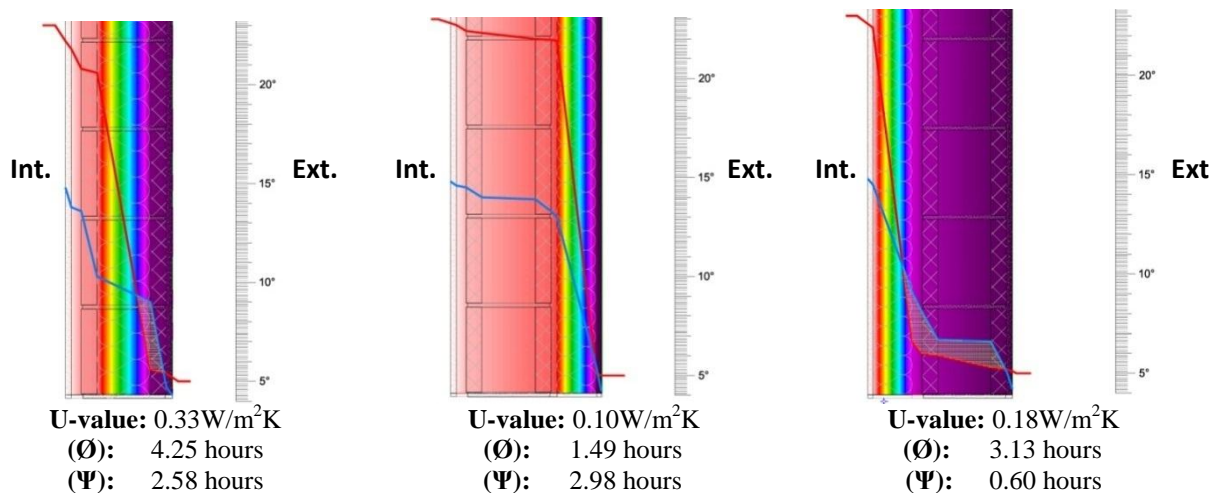 20°
15°
10°
5°
Int.
Ext.
U-value: 0.33W/m²K
(Ø): 4.25 hours
(Ψ): 2.58 hours
20°
15°
10°
5°
Int.
Ext.
U-value: 0.10W/m²K
(Ø): 1.49 hours
(Ψ): 2.98 hours
20°
15°
10°
5°
Int.
Ext
U-value: 0.18W/m²K
(Ø): 3.13 hours
(Ψ): 0.60 hours